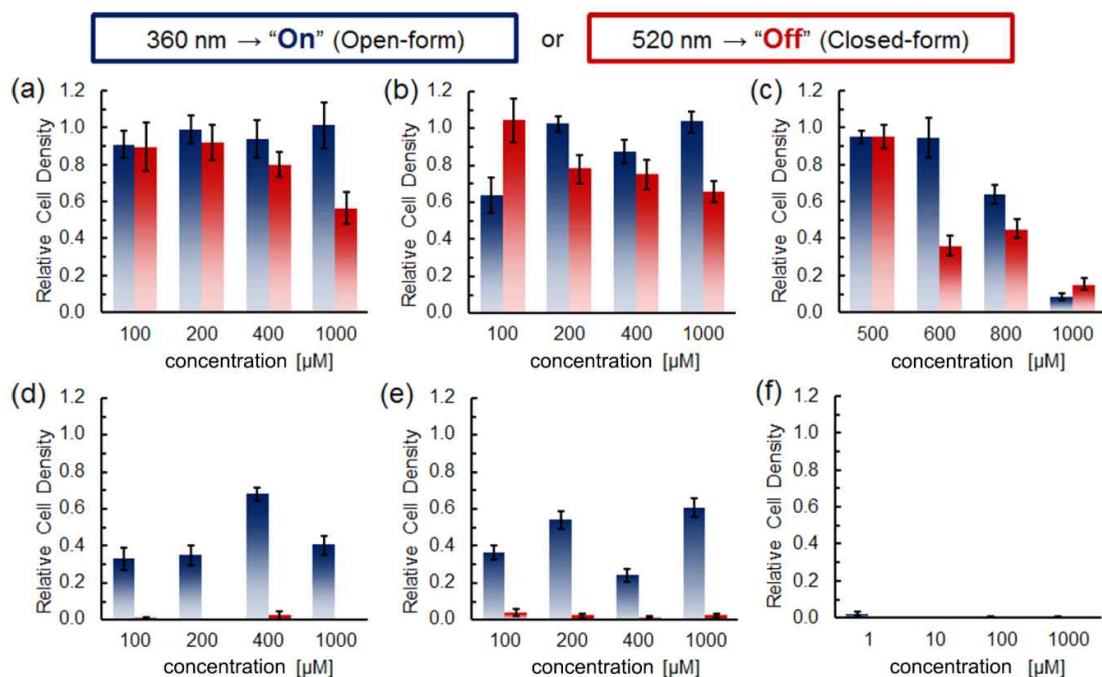 360 nm → “On” (Open-form)
or
520 nm → “Off” (Closed-form)
(a)
Relative Cell Density
1.2
1.0
0.8
0.6
0.4
0.2
0.0
100 200 400 1000
concentration [µM]
(b)
Relative Cell Density
1.2
1.0
0.8
0.6
0.4
0.2
0.0
100 200 400 1000
concentration [µM]
(c)
Relative Cell Density
1.2
1.0
0.8
0.6
0.4
0.2
0.0
500 600 800 1000
concentration [µM]
(d)
Relative Cell Density
1.2
1.0
0.8
0.6
0.4
0.2
0.0
100 200 400 1000
concentration [µM]
(e)
Relative Cell Density
1.2
1.0
0.8
0.6
0.4
0.2
0.0
100 200 400 1000
concentration [µM]
(f)
Relative Cell Density
1.2
1.0
0.8
0.6
0.4
0.2
0.0
1 10 100 1000
concentration [µM]